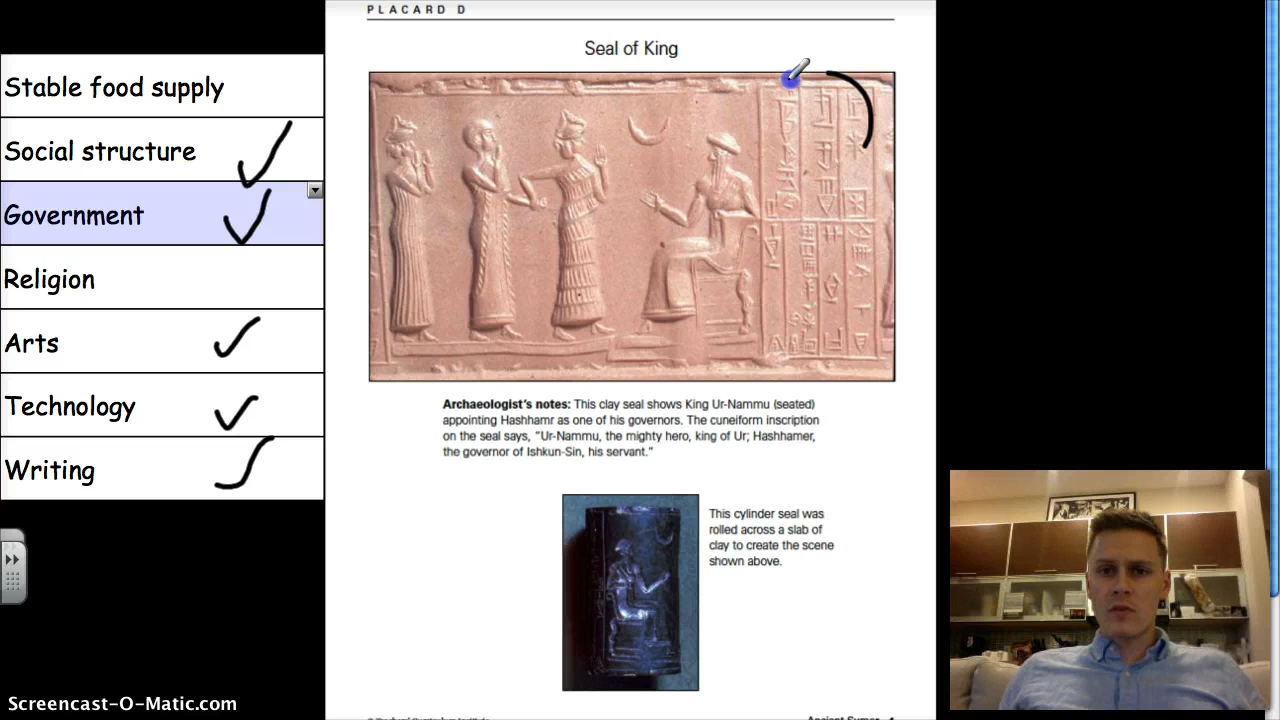 PLACARD D
Seal of King
Stable food supply
Social structure
Government
Religion
Arts
Technology
Writing
Archaeologist's notes: This clay seal shows King Ur-Nammu (seated)
appointing Hashhamr as one of his governors. The cuneiform inscription
on the seal says, “Ur-Nammu, the mighty hero, king of Ur; Hashhamer,
the governor of Ishkun-Sin, his servant.”
This cylinder seal was
rolled across a slab of
clay to create the scene
shown above.
Screencast-O-Matic.com